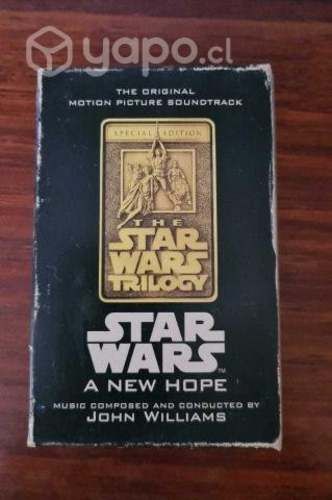 yapo.cl
THE ORIGINAL
MOTION PICTURE SOUNDTRACK
SPECIAL EDITION
THE
STAR
WARS
TRILOGY
STAR
WARS™
A NEW HOPE
MUSIC COMPOSED AND CONDUCTED BY
JOHN WILLIAMS